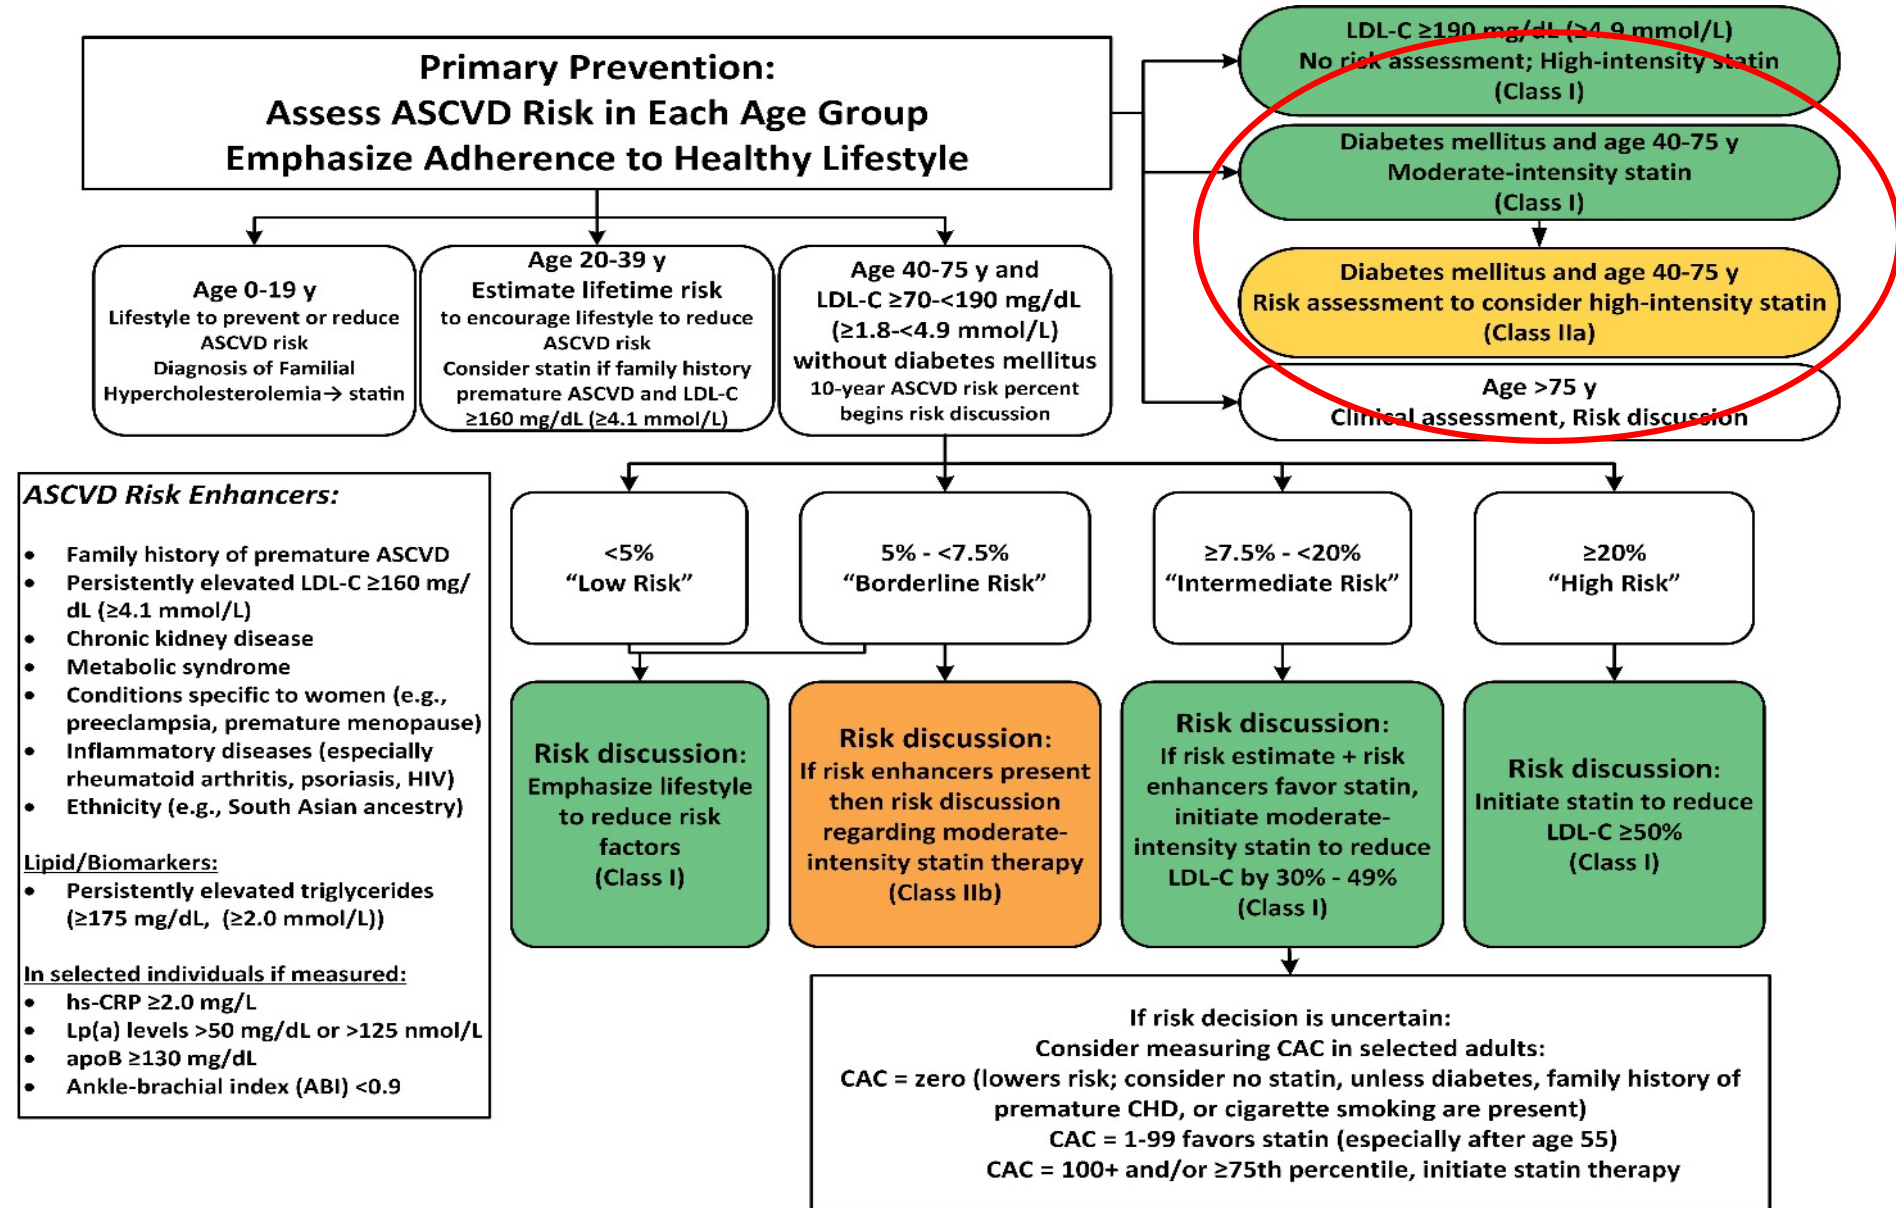 Primary Prevention:
Assess ASCVD Risk in Each Age Group
Emphasize Adherence to Healthy Lifestyle
LDL-C ≥190 mg/dL (≥4.9 mmol/L)
No risk assessment; High-intensity statin
(Class I)
Diabetes mellitus and age 40-75 y
Moderate-intensity statin
(Class I)
Diabetes mellitus and age 40-75 y
Risk assessment to consider high-intensity statin
(Class IIa)
Age >75 y
Clinical assessment, Risk discussion
Age 0-19 y
Lifestyle to prevent or reduce
ASCVD risk
Diagnosis of Familial
Hypercholesterolemia→ statin
Age 20-39 y
Estimate lifetime risk
to encourage lifestyle to reduce
ASCVD risk
Consider statin if family history
premature ASCVD and LDL-C
≥160 mg/dL (≥4.1 mmol/L)
Age 40-75 y and
LDL-C ≥70-<190 mg/dL
(≥1.8-<4.9 mmol/L)
without diabetes mellitus
10-year ASCVD risk percent
begins risk discussion
ASCVD Risk Enhancers:
• Family history of premature ASCVD
• Persistently elevated LDL-C ≥160 mg/
dL (≥4.1 mmol/L)
• Chronic kidney disease
• Metabolic syndrome
• Conditions specific to women (e.g.,
preeclampsia, premature menopause)
• Inflammatory diseases (especially
rheumatoid arthritis, psoriasis, HIV)
• Ethnicity (e.g., South Asian ancestry)
Lipid/Biomarkers:
• Persistently elevated triglycerides
(≥175 mg/dL, (≥2.0 mmol/L))
In selected individuals if measured:
• hs-CRP ≥2.0 mg/L
• Lp(a) levels >50 mg/dL or >125 nmol/L
• apoB ≥130 mg/dL
• Ankle-brachial index (ABI) <0.9
<5%
“Low Risk”
5% - <7.5%
“Borderline Risk”
≥7.5% - <20%
“Intermediate Risk”
≥20%
“High Risk”
Risk discussion:
Emphasize lifestyle
to reduce risk
factors
(Class I)
Risk discussion:
If risk enhancers present
then risk discussion
regarding moderate-
intensity statin therapy
(Class IIb)
Risk discussion:
If risk estimate + risk
enhancers favor statin,
initiate moderate-
intensity statin to reduce
LDL-C by 30% - 49%
(Class I)
Risk discussion:
Initiate statin to reduce
LDL-C ≥50%
(Class I)
If risk decision is uncertain:
Consider measuring CAC in selected adults:
CAC = zero (lowers risk; consider no statin, unless diabetes, family history of
premature CHD, or cigarette smoking are present)
CAC = 1-99 favors statin (especially after age 55)
CAC = 100+ and/or ≥75th percentile, initiate statin therapy